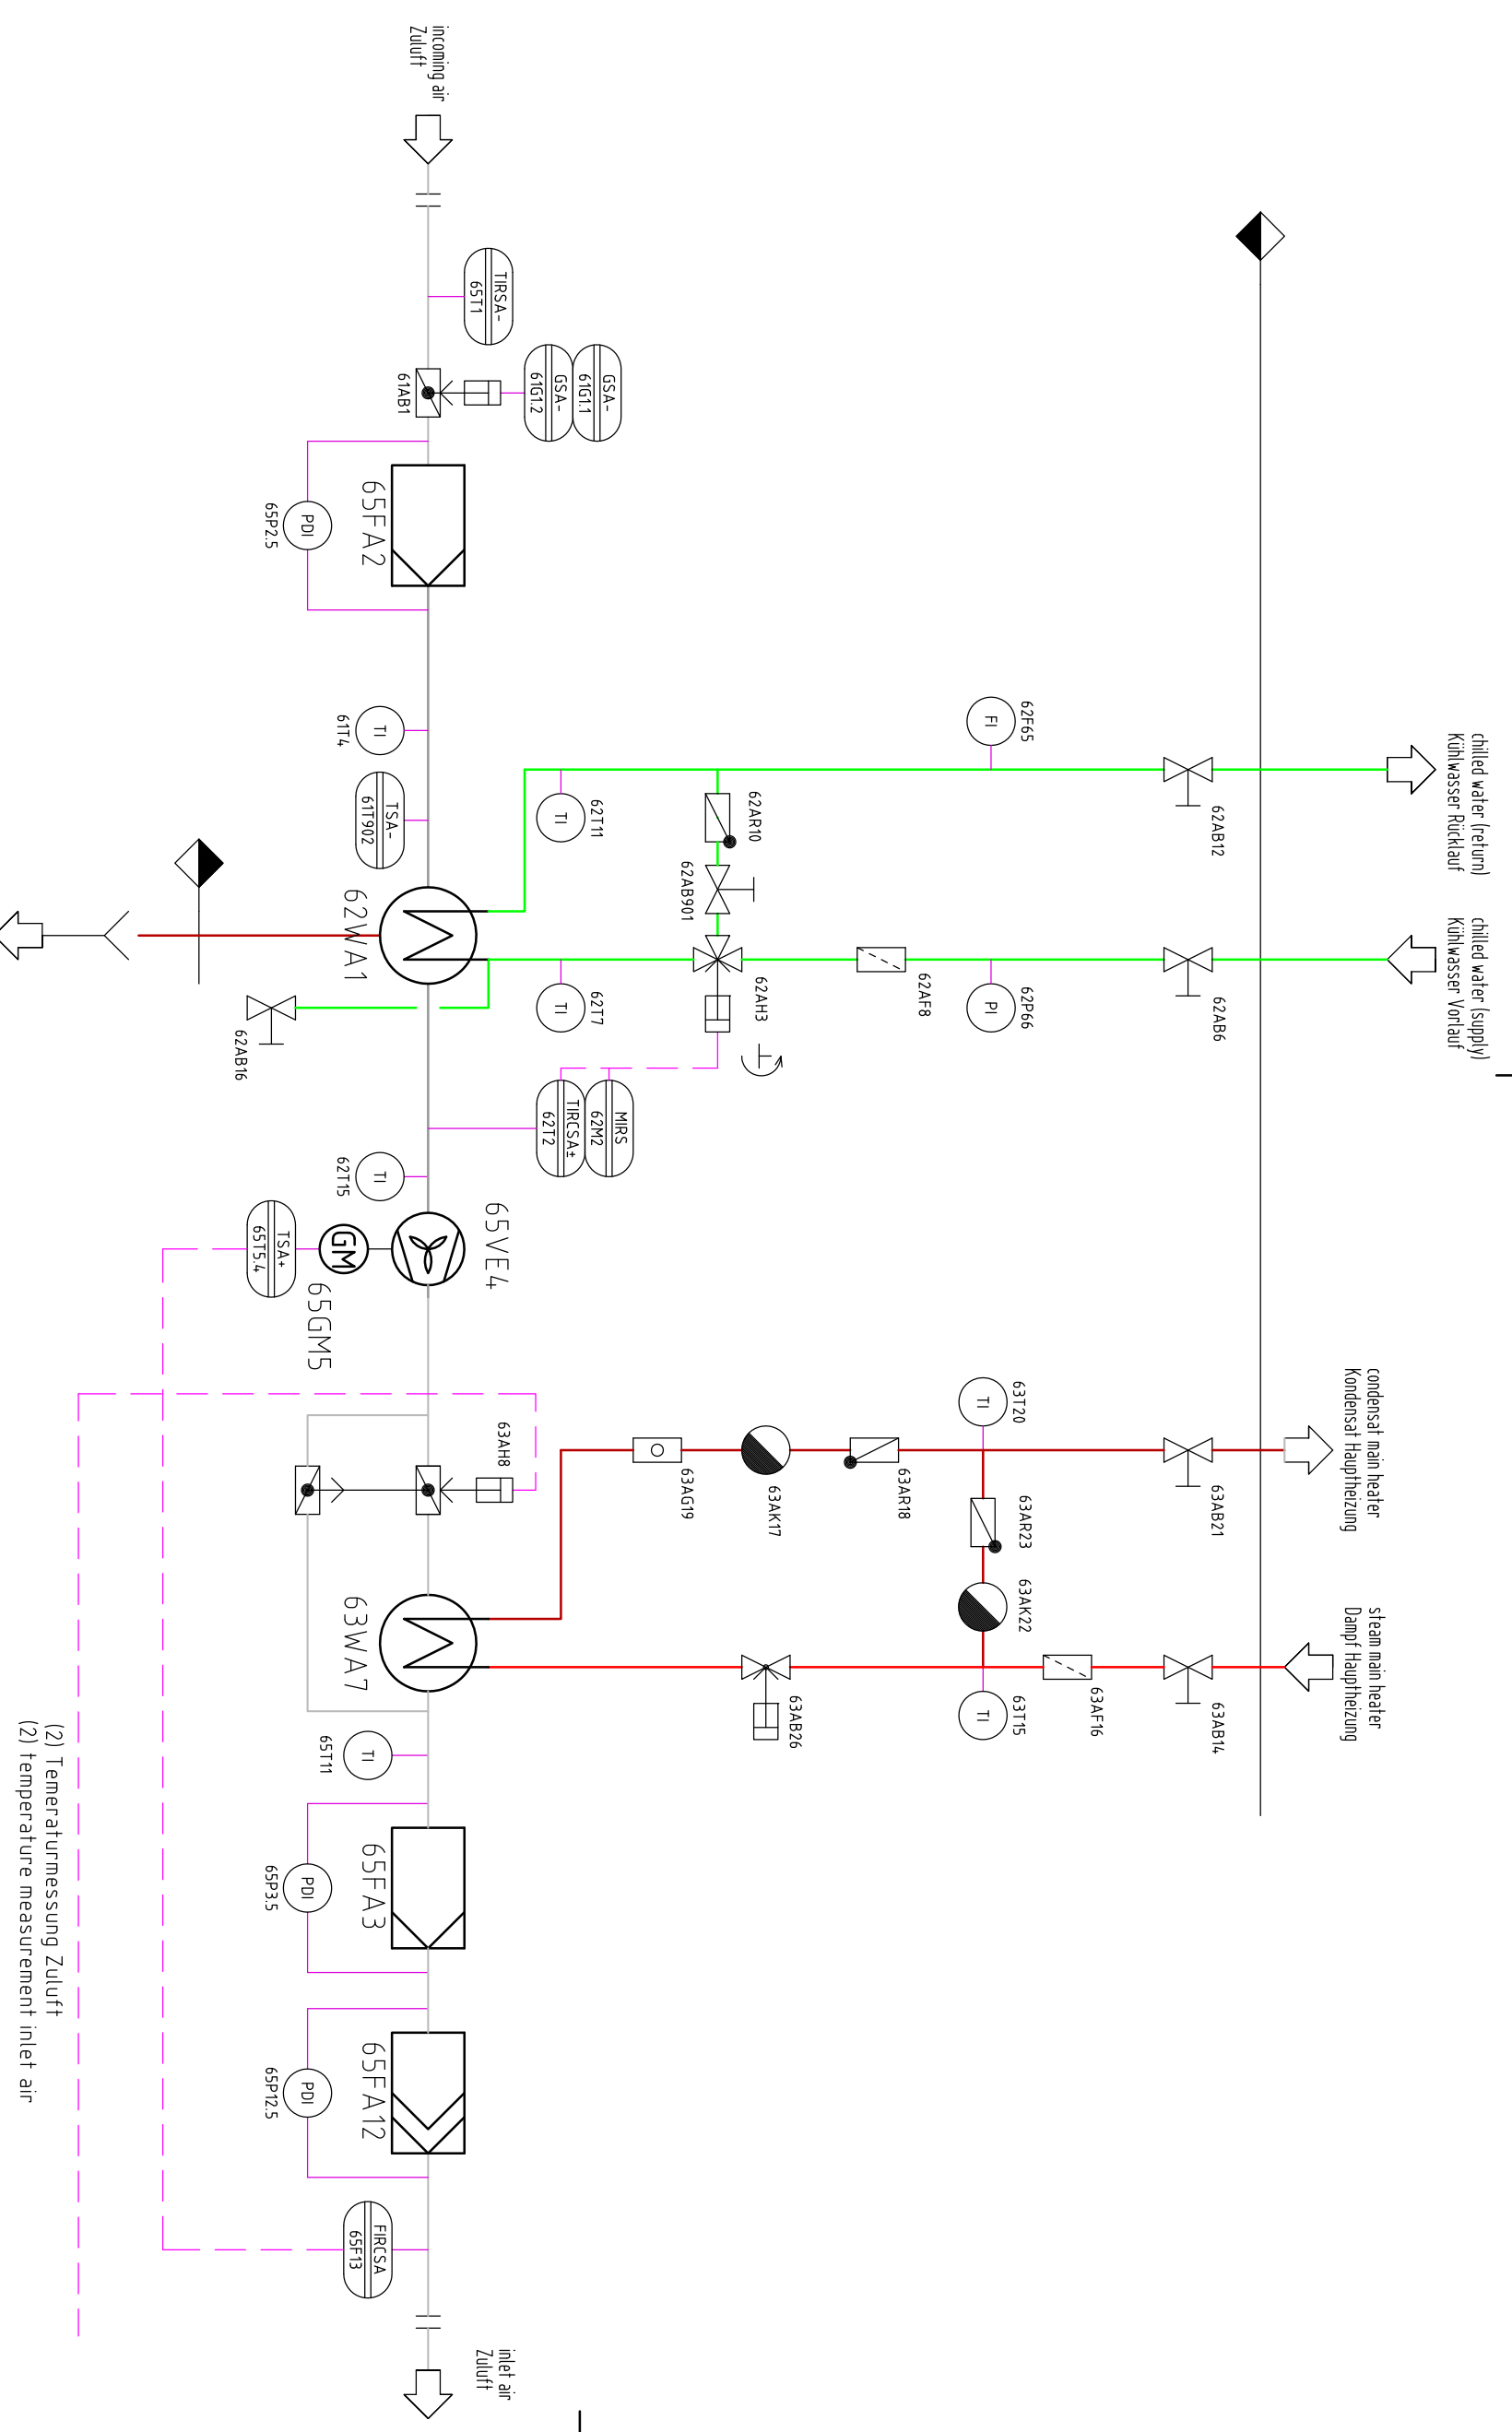 chilled water (return)
Kühlwasser Rücklauf
chilled water (supply)
Kühlwasser Vorlauf
condensat main heater
Kondensat Hauptheizung
steam main heater
Dampf Hauptheizung
62AB12
62AB6
63AB21
63AB14
62F65
FI
62P66
PI
63T20
TI
63AR23
63AK22
63AF16
63T15
TI
62AF8
63AR18
62AR10
62AB901
62AH3
63AK17
63AB26
63AG19
62T11
TI
62T7
TI
GSA-
61G1.1
GSA-
61G1.2
MIRS
62M2
TIRCSA±
62T2
TIRSA-
65T1
63AH8
65VE4
incoming air
Zuluft
inlet air
Zuluft
61AB1
65FA2
TI
61T4
TSA-
61T902
62WA1
TI
62T15
GM
65GM5
63WA7
TI
65T11
65FA3
65FA12
FIRCSA
65F13
PDI
65P2.5
62AB16
TSA+
65T5.4
PDI
65P3.5
PDI
65P12.5
(2) Temeraturmessung Zuluft
(2) temperature measurement inlet air